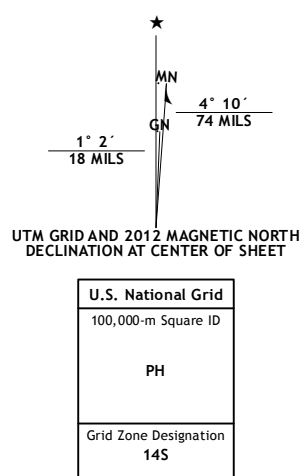 ★
MN
4° 10´
74 MILS
GN
1° 2´
18 MILS
UTM GRID AND 2012 MAGNETIC NORTH
DECLINATION AT CENTER OF SHEET
U.S. National Grid
100,000-m Square ID
PH
Grid Zone Designation
14S